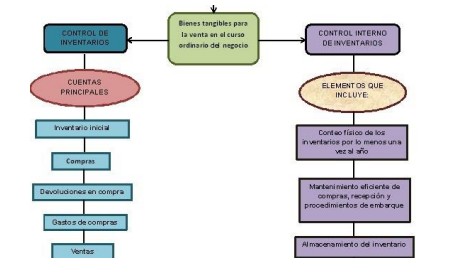 Bienes tangibles para
la venta en el curso
ordinario del negocio
CONTROL DE
INVENTARIOS
CUENTAS
PRINCIPALES
Inventario inicial
Compras
Devoluciones en compra
Gastos de compras
Ventas
CONTROL INTERNO
DE INVENTARIOS
ELEMENTOS QUE
INCLUYE:
Conteo físico de los
inventarios por lo menos una
vez al año
Mantenimiento eficiente de
compras, recepción y
procedimientos de embarque
Almacenamiento del inventario